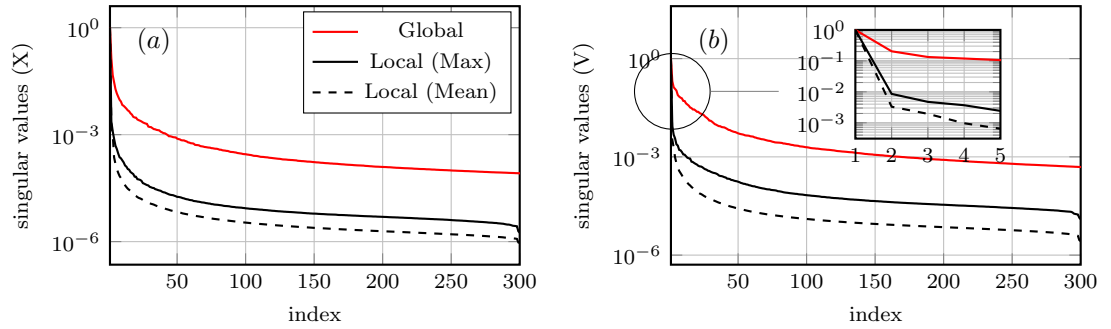 (a)
Global
Local (Max)
Local (Mean)
singular values (X)
10^0
10^{-3}
10^{-6}
50 100 150 200 250 300
index
(b)
singular values (V)
10^0
10^{-3}
10^{-6}
50 100 150 200 250 300
index
10^0
10^{-1}
10^{-2}
10^{-3}
1 2 3 4 5